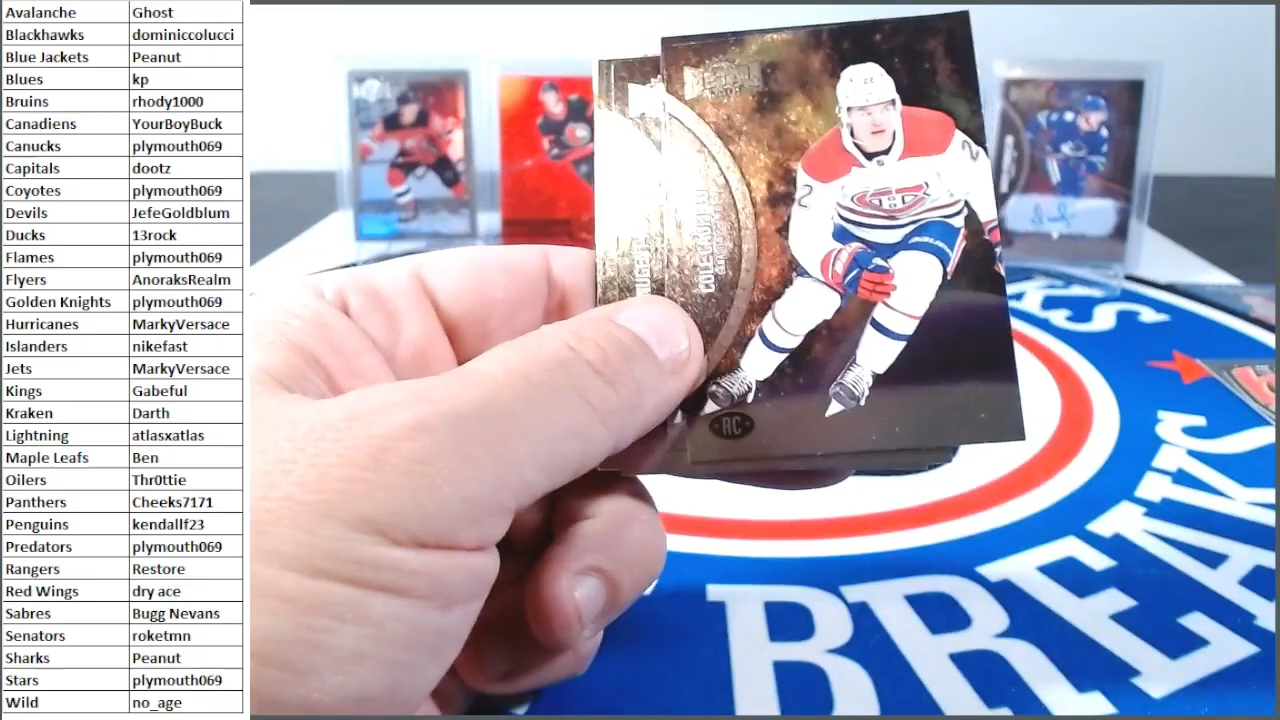 Avalanche Ghost
Blackhawks dominiccolucci
Blue Jackets Peanut
Blues kp
Bruins rhody1000
Canadiens YourBoyBuck
Canucks plymouth069
Capitals dootz
Coyotes plymouth069
Devils JefeGoldblum
Ducks 13rock
Flames plymouth069
Flyers AnoraksRealm
Golden Knights plymouth069
Hurricanes MarkyVersace
Islanders nikefast
Jets MarkyVersace
Kings Gabeful
Kraken Darth
Lightning atlasxatlas
Maple Leafs Ben
Oilers Thr0ttie
Panthers Cheeks7171
Penguins kendallf23
Predators plymouth069
Rangers Restore
Red Wings dry ace
Sabres Bugg Nevans
Senators roketmn
Sharks Peanut
Stars plymouth069
Wild no_age
METAL
22
2
RC
BREAKS